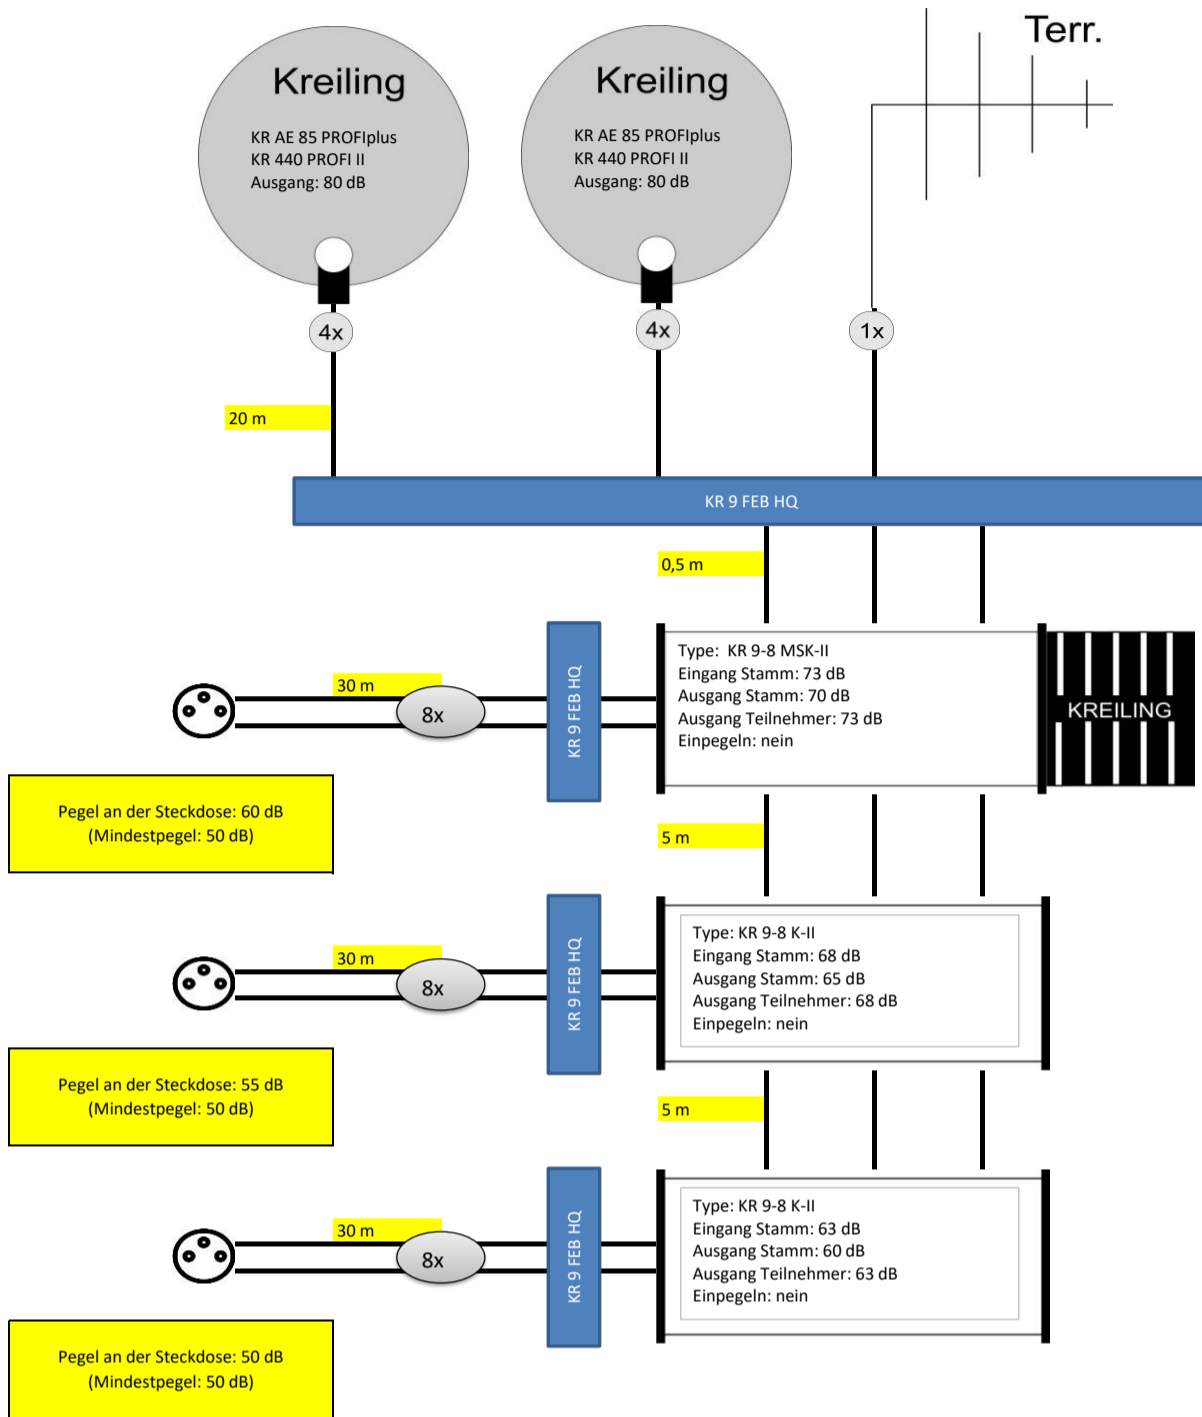 Terr.
Kreiling
KR AE 85 PROFIplus
KR 440 PROFI II
Ausgang: 80 dB
Kreiling
KR AE 85 PROFIplus
KR 440 PROFI II
Ausgang: 80 dB
4x
4x
1x
20 m
KR 9 FEB HQ
0,5 m
Type:  KR 9-8 MSK-II
Eingang Stamm: 73 dB
Ausgang Stamm: 70 dB
Ausgang Teilnehmer: 73 dB
Einpegeln: nein
KREILING
30 m
8x
KR 9 FEB HQ
Pegel an der Steckdose: 60 dB
(Mindestpegel: 50 dB)
5 m
Type: KR 9-8 K-II
Eingang Stamm: 68 dB
Ausgang Stamm: 65 dB
Ausgang Teilnehmer: 68 dB
Einpegeln: nein
30 m
8x
KR 9 FEB HQ
Pegel an der Steckdose: 55 dB
(Mindestpegel: 50 dB)
5 m
Type: KR 9-8 K-II
Eingang Stamm: 63 dB
Ausgang Stamm: 60 dB
Ausgang Teilnehmer: 63 dB
Einpegeln: nein
30 m
8x
KR 9 FEB HQ
Pegel an der Steckdose: 50 dB
(Mindestpegel: 50 dB)